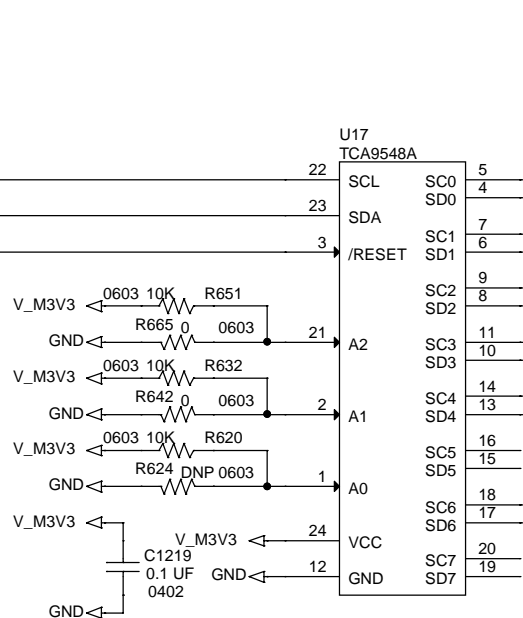 U17
TCA9548A
22 SCL SC0 5
SD0 4
23 SDA
SC1 7
3 /RESET SD1 6
V_M3V3 0603 10K R651
SC2 9
SD2 8
GND R665 0 0603 21 A2
SC3 11
SD3 10
V_M3V3 0603 10K R632
SC4 14
GND R642 0 0603 2 A1 SD4 13
V_M3V3 0603 10K R620
SC5 16
SD5 15
GND R624 DNP 0603 1 A0
SC6 18
V_M3V3 SD6 17
V_M3V3 24 VCC
C1219 SC7 20
0.1 UF GND 12 GND SD7 19
0402
GND